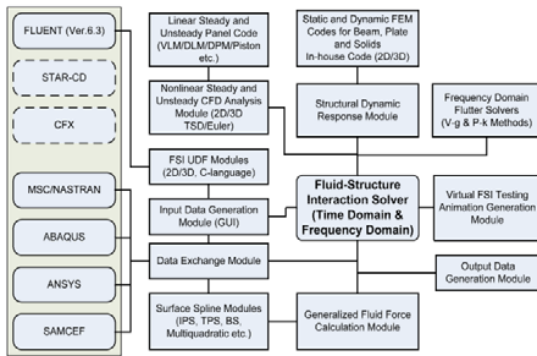 FLUENT (Ver.6.3)
STAR-CD
CFX
MSC/NASTRAN
ABAQUS
ANSYS
SAMCEF
Linear Steady and
Unsteady Panel Code
(VLM/DLM/DPM/Piston
etc.)
Nonlinear Steady and
Unsteady CFD Analysis
Module (2D/3D
TSD/Euler)
FSI UDF Modules
(2D/3D, C-language)
Input Data Generation
Module (GUI)
Data Exchange Module
Surface Spline Modules
(IPS, TPS, BS,
Multiquadratic etc.)
Static and Dynamic FEM
Codes for Beam, Plate
and Solids
In-house Code (2D/3D)
Structural Dynamic
Response Module
Fluid-Structure
Interaction Solver
(Time Domain &
Frequency Domain)
Generalized Fluid Force
Calculation Module
Frequency Domain
Flutter Solvers
(V-g & P-k Methods)
Virtual FSI Testing
Animation Generation
Module
Output Data
Generation Module